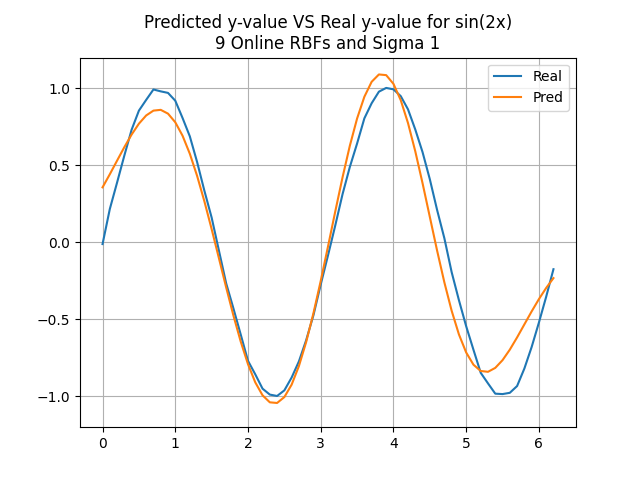 Predicted y-value VS Real y-value for sin(2x)
9 Online RBFs and Sigma 1
Real
Pred
1.0
0.5
0.0
−0.5
−1.0
0 1 2 3 4 5 6